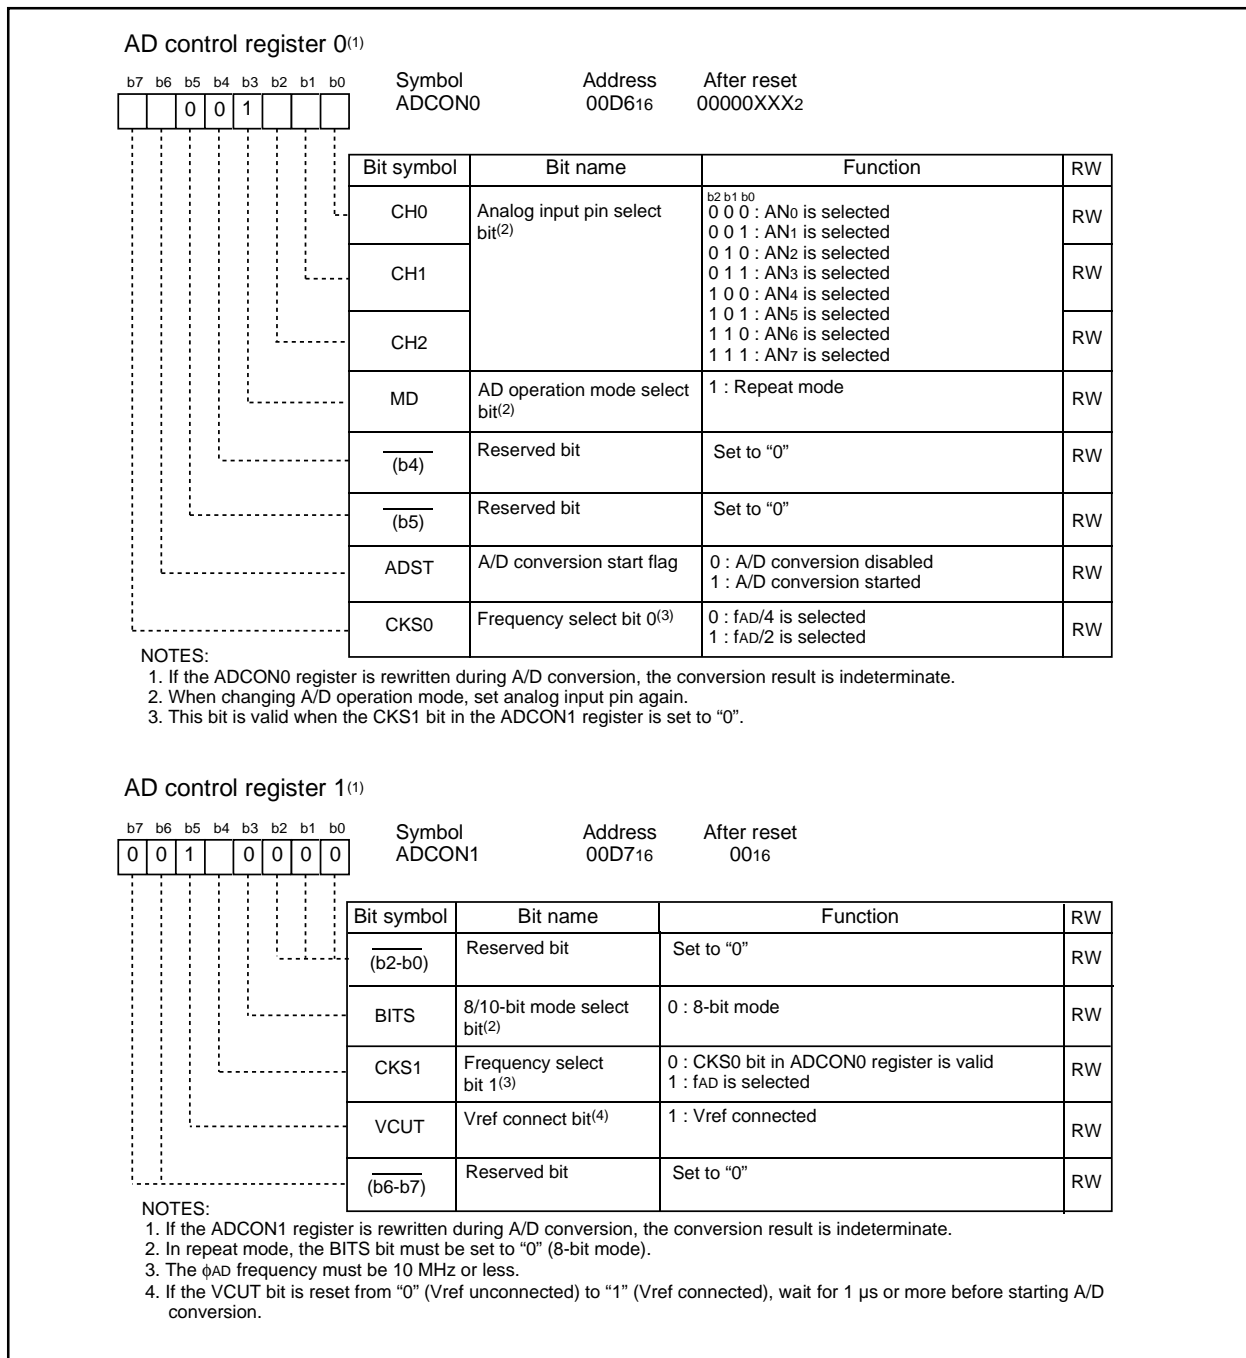 AD control register 0(1)
b7 b6 b5 b4 b3 b2 b1 b0
Symbol Address After reset
ADCON0 00D616 00000XXX2
0 0 1
Bit symbol Bit name Function RW
CH0 Analog input pin select bit(2) RW
b2 b1 b0
0 0 0 : AN0 is selected
0 0 1 : AN1 is selected
0 1 0 : AN2 is selected
CH1 0 1 1 : AN3 is selected RW
1 0 0 : AN4 is selected
1 0 1 : AN5 is selected
CH2 1 1 0 : AN6 is selected RW
1 1 1 : AN7 is selected
MD AD operation mode select bit(2) 1 : Repeat mode RW
(b4) Reserved bit Set to “0” RW
(b5) Reserved bit Set to “0” RW
ADST A/D conversion start flag 0 : A/D conversion disabled RW
1 : A/D conversion started
CKS0 Frequency select bit 0(3) 0 : fAD/4 is selected RW
1 : fAD/2 is selected
NOTES:
1. If the ADCON0 register is rewritten during A/D conversion, the conversion result is indeterminate.
2. When changing A/D operation mode, set analog input pin again.
3. This bit is valid when the CKS1 bit in the ADCON1 register is set to “0”.
AD control register 1(1)
b7 b6 b5 b4 b3 b2 b1 b0
Symbol Address After reset
ADCON1 00D716 0016
0 0 1 0 0 0 0
Bit symbol Bit name Function RW
(b2-b0) Reserved bit Set to “0” RW
BITS 8/10-bit mode select bit(2) 0 : 8-bit mode RW
CKS1 Frequency select bit 1(3) 0 : CKS0 bit in ADCON0 register is valid RW
1 : fAD is selected
VCUT Vref connect bit(4) 1 : Vref connected RW
(b6-b7) Reserved bit Set to “0” RW
NOTES:
1. If the ADCON1 register is rewritten during A/D conversion, the conversion result is indeterminate.
2. In repeat mode, the BITS bit must be set to “0” (8-bit mode).
3. The ϕAD frequency must be 10 MHz or less.
4. If the VCUT bit is reset from “0” (Vref unconnected) to “1” (Vref connected), wait for 1 µs or more before starting A/D
conversion.